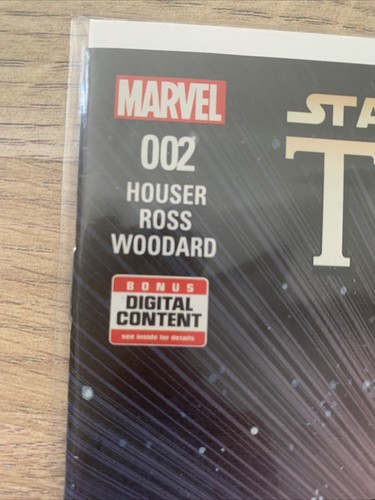 MARVEL
002
HOUSER
ROSS
WOODARD
BONUS
DIGITAL
CONTENT
see inside for details
STA
T